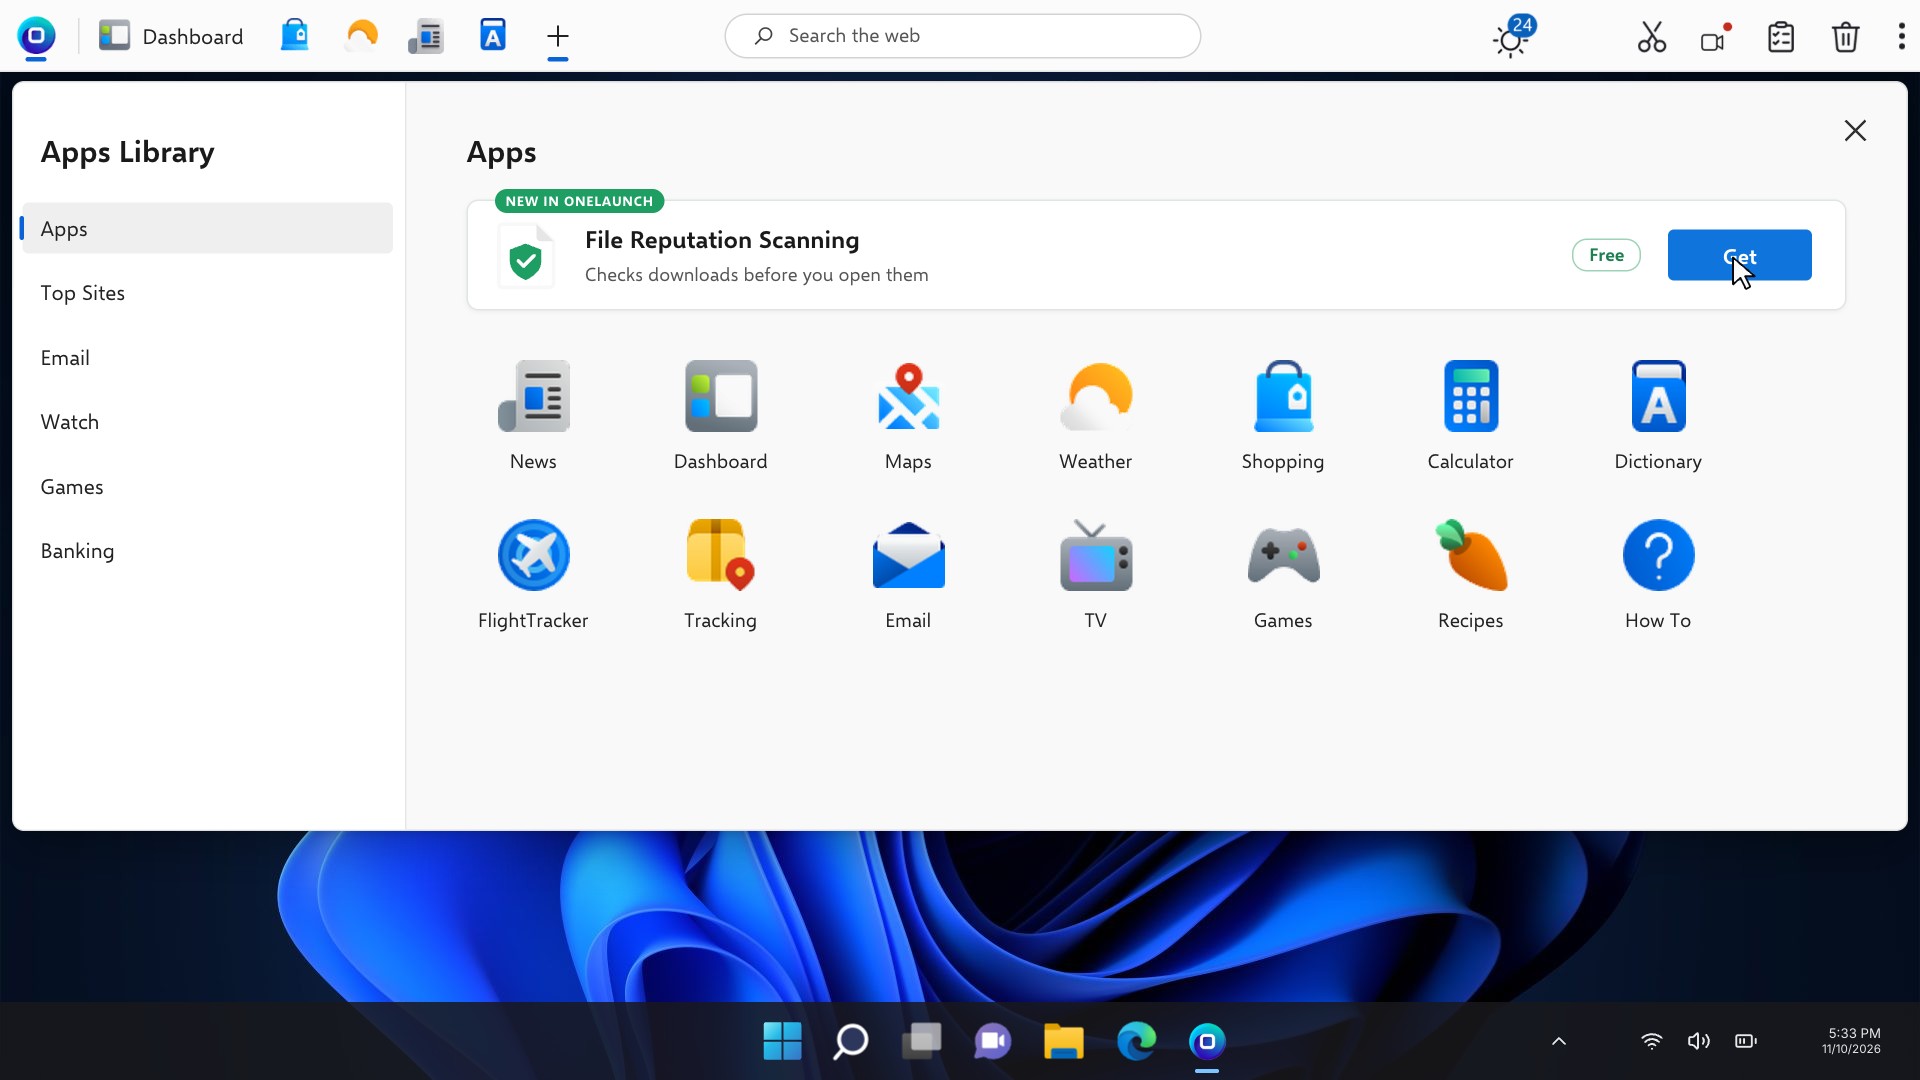 Dashboard
Search the web
24
Apps Library
Apps
Top Sites
Email
Watch
Games
Banking
Apps
NEW IN ONELAUNCH
File Reputation Scanning
Checks downloads before you open them
Free
Get
News
Dashboard
Maps
Weather
Shopping
Calculator
Dictionary
FlightTracker
Tracking
Email
TV
Games
Recipes
How To
5:33 PM
11/10/2026